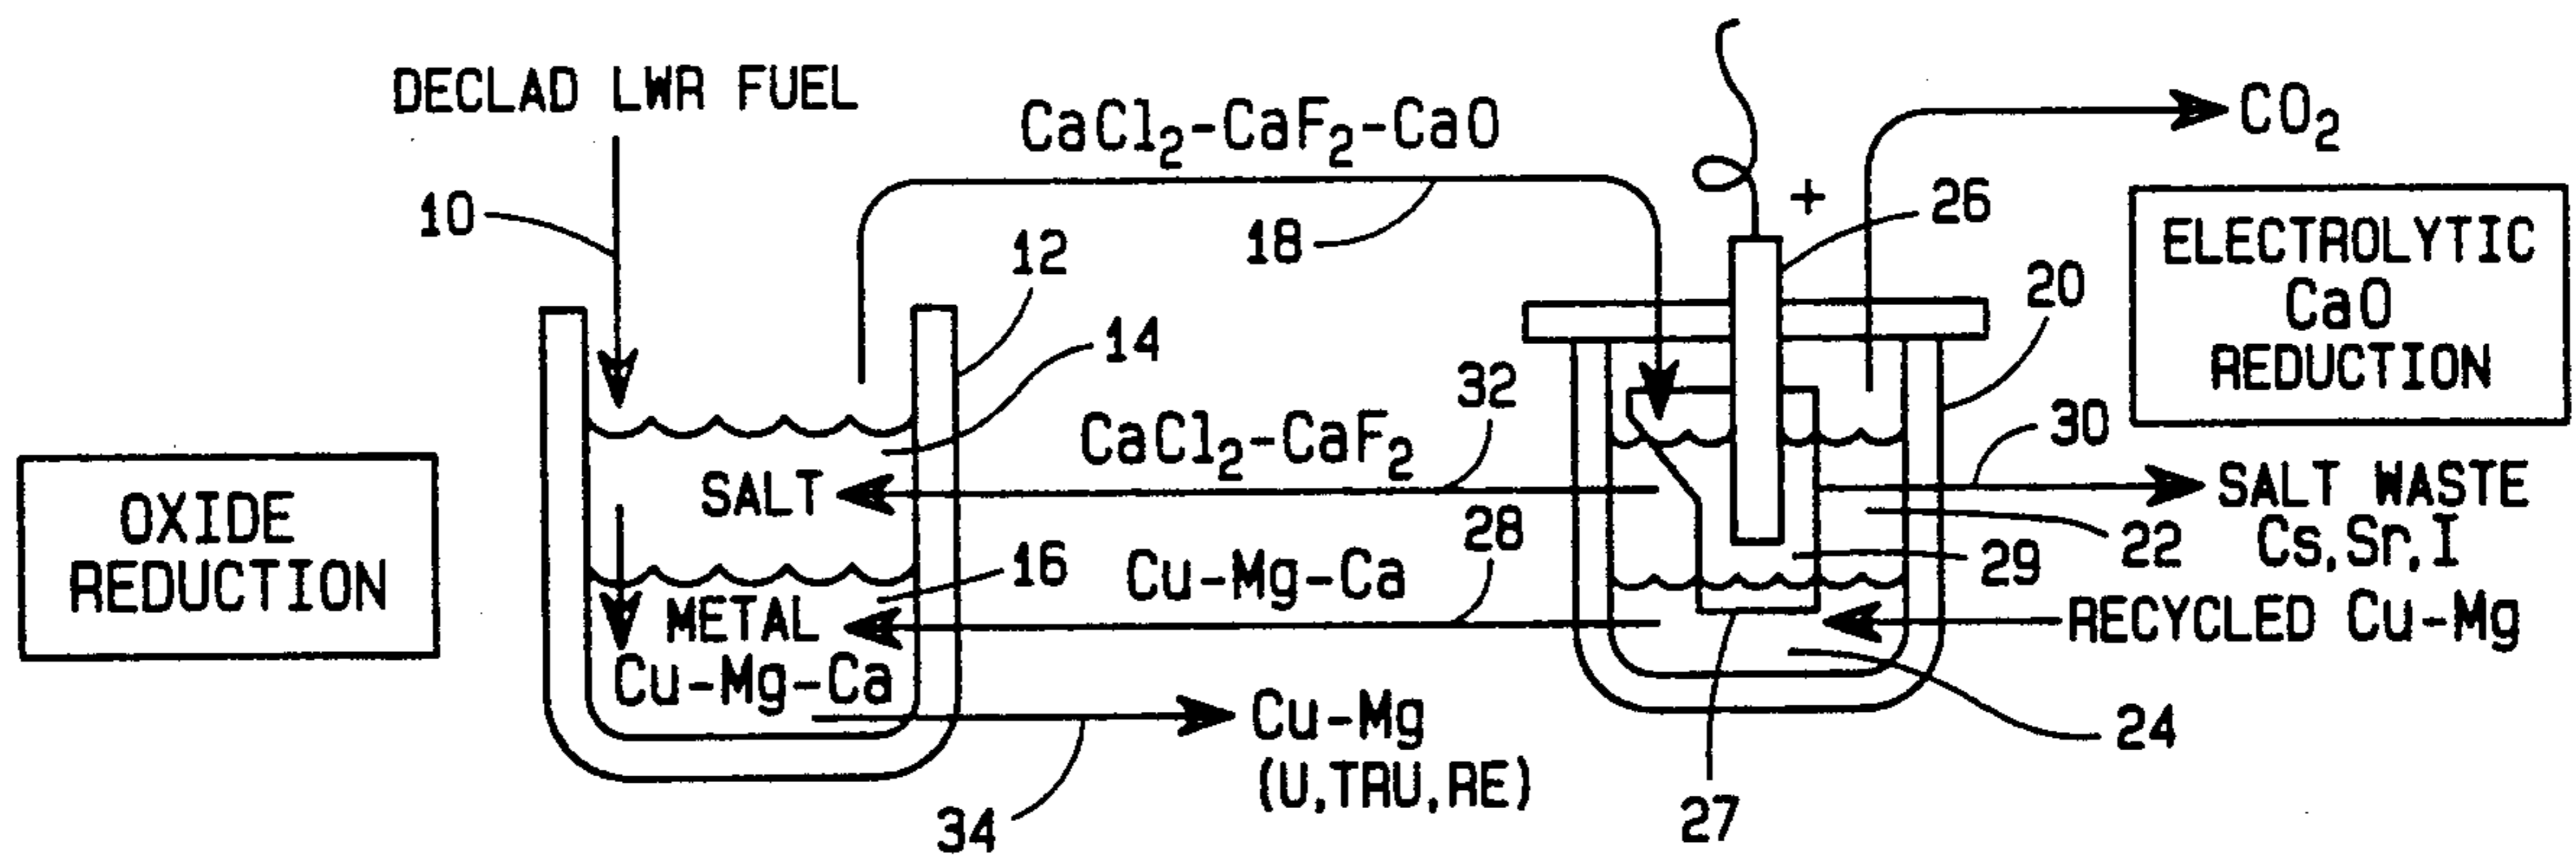 DECLAD LWR FUEL
CaCl₂-CaF₂-CaO
CO₂
10
18
+
26
12
20
ELECTROLYTIC
CaO
REDUCTION
14
32
30
CaCl₂-CaF₂
SALT
SALT WASTE
Cs,Sr,I
OXIDE
REDUCTION
28
22
16
Cu-Mg-Ca
29
METAL
Cu-Mg-Ca
RECYCLED Cu-Mg
Cu-Mg
(U,TRU,RE)
24
34
27